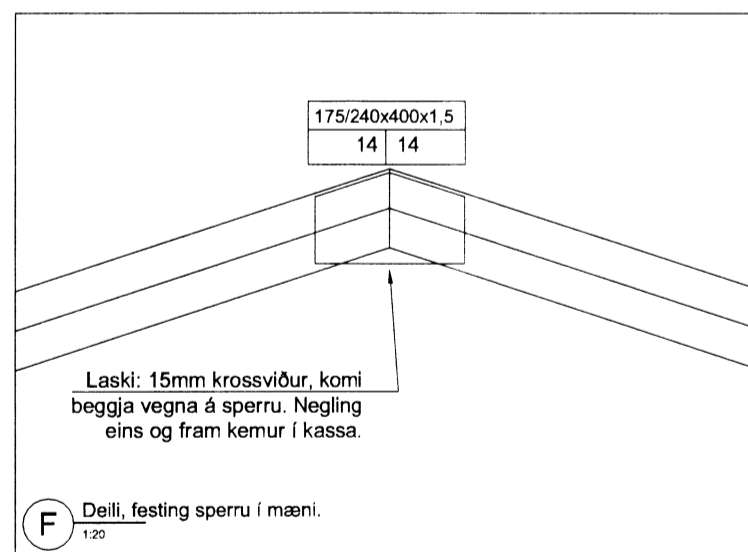 175/240x400x1,5
14 14
Laski: 15mm krossviður, komi
beggja vegna á sperru. Negling
eins og fram kemur í kassa.
F
Deili, festing sperru í mæni.
1:20